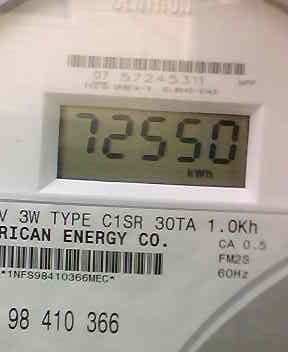 CENTRON
07 57245311
72550
kWh
V 3W TYPE C1SR 30TA 1.0Kh
RICAN ENERGY CO.
CA 0.5
FM2S
60Hz
*1NFS98410366MEC*
98 410 366